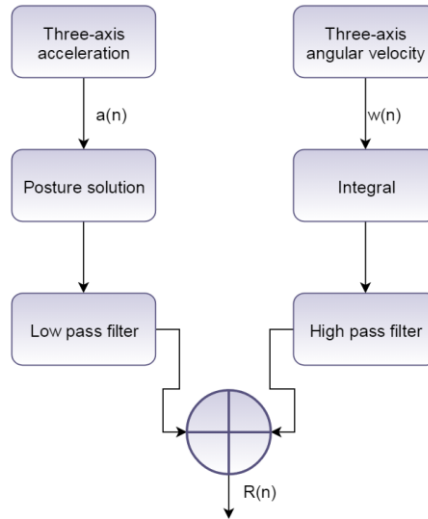 Three-axis
acceleration
Three-axis
angular velocity
a(n)
w(n)
Posture solution
Integral
Low pass filter
High pass filter
R(n)